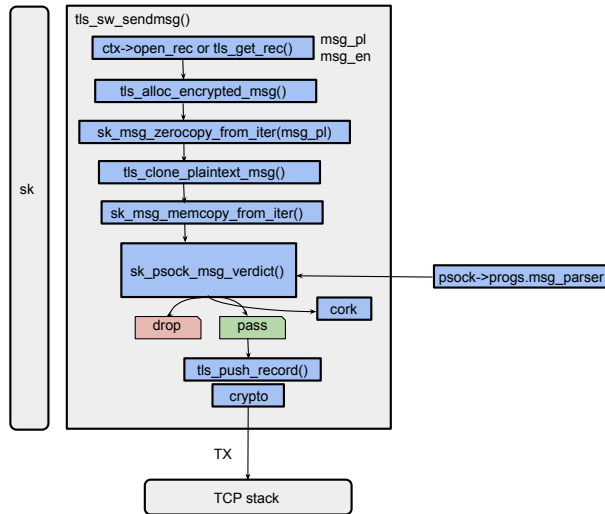 tls_sw_sendmsg()
ctx->open_rec or tls_get_rec()
msg_pl
msg_en
tls_alloc_encrypted_msg()
sk_msg_zerocopy_from_iter(msg_pl)
tls_clone_plaintext_msg()
sk
sk_msg_memcopy_from_iter()
sk_psock_msg_verdict()
psock->progs.msg_parser
cork
drop
pass
tls_push_record()
crypto
TX
TCP stack